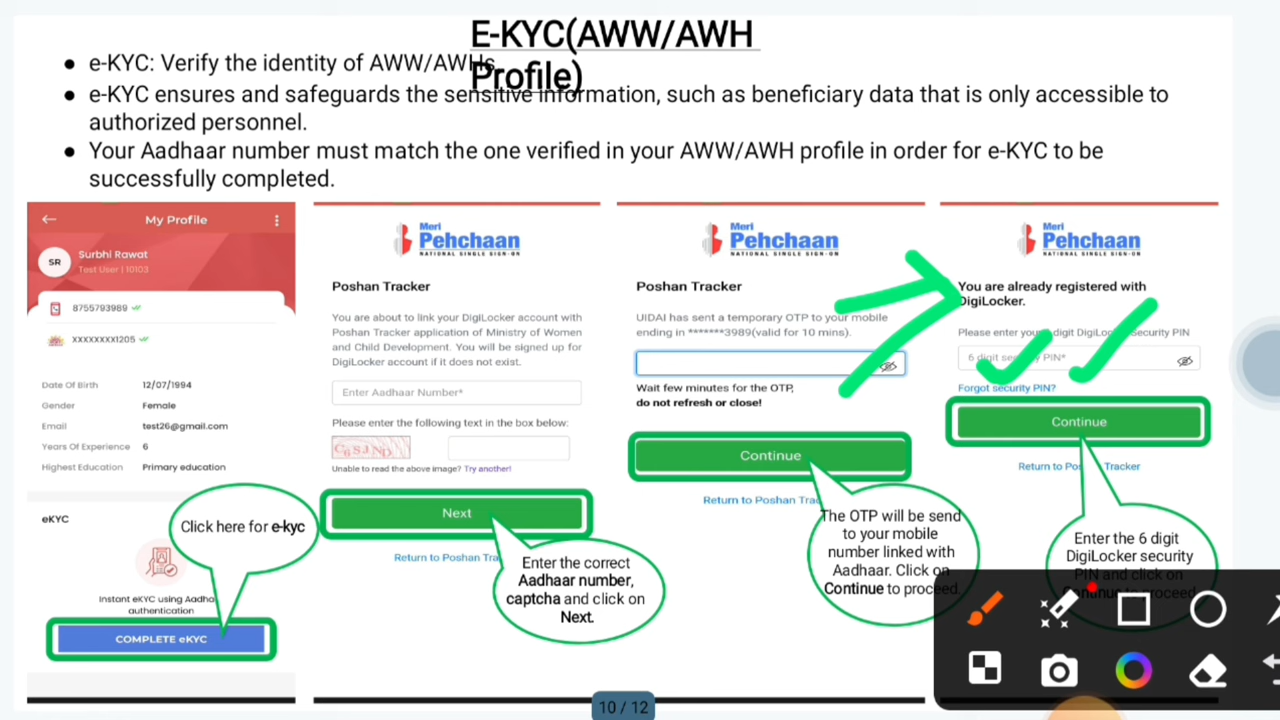 E-KYC(AWW/AWH
Profile)
● e-KYC: Verify the identity of AWW/AWHs.
● e-KYC ensures and safeguards the sensitive information, such as beneficiary data that is only accessible to
authorized personnel.
● Your Aadhaar number must match the one verified in your AWW/AWH profile in order for e-KYC to be
successfully completed.
My Profile
SR
Surbhi Rawat
Test User | 10103
8755793989
XXXXXXXX1205
Date Of Birth 12/07/1994
Gender Female
Email test26@gmail.com
Years Of Experience 6
Highest Education Primary education
eKYC
Click here for e-kyc
Instant eKYC using Aadha
authentication
COMPLETE eKYC
Meri
Pehchaan
NATIONAL SINGLE SIGN-ON
Poshan Tracker
You are about to link your DigiLocker account with
Poshan Tracker application of Ministry of Women
and Child Development. You will be signed up for
DigiLocker account if it does not exist.
Enter Aadhaar Number*
Please enter the following text in the box below:
Unable to read the above image? Try another!
Next
Return to Poshan Tra
Enter the correct
Aadhaar number,
captcha and click on
Next.
Meri
Pehchaan
NATIONAL SINGLE SIGN-ON
Poshan Tracker
UIDAI has sent a temporary OTP to your mobile
ending in *******3989(valid for 10 mins).
Wait few minutes for the OTP,
do not refresh or close!
Continue
Return to Poshan Trac
The OTP will be send
to your mobile
number linked with
Aadhaar. Click on
Continue to proceed.
Meri
Pehchaan
NATIONAL SINGLE SIGN-ON
You are already registered with
DigiLocker.
Please enter your digit DigiLocker Security PIN
6 digit security PIN*
Forgot security PIN?
Continue
Return to Pos Tracker
Enter the 6 digit
DigiLocker security
PIN and click on
Continue to proceed
10 / 12